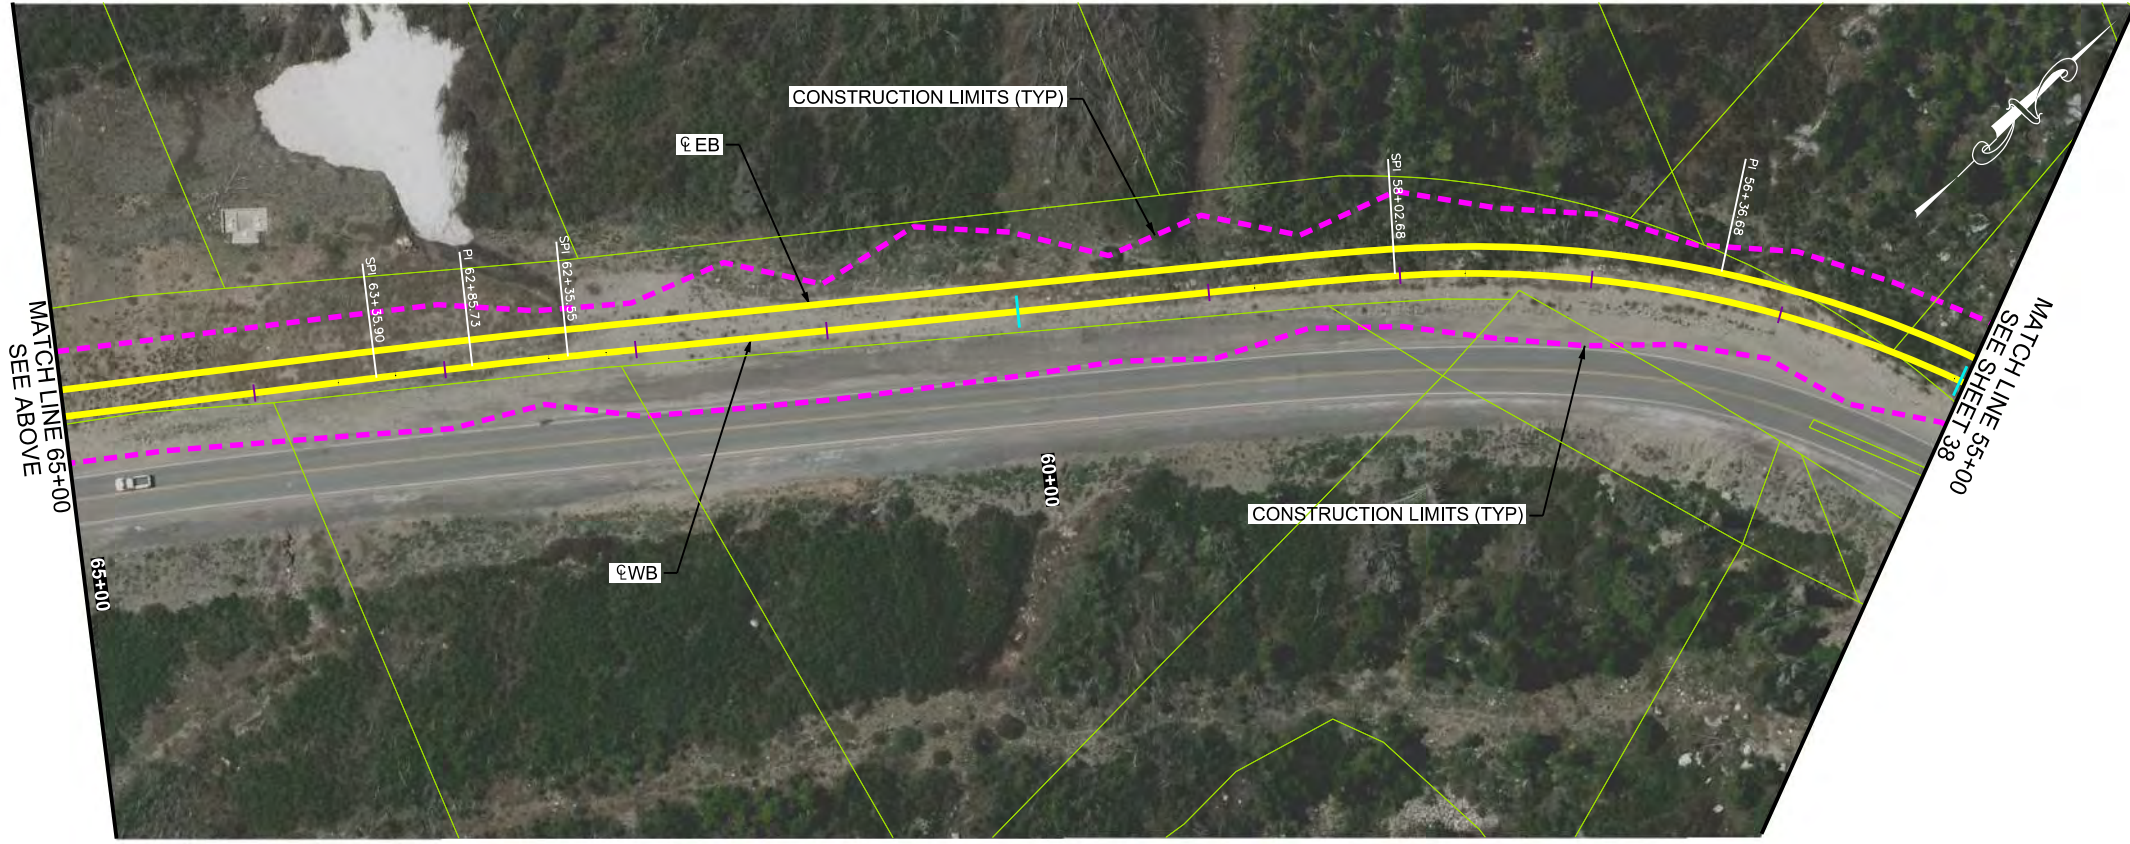 CONSTRUCTION LIMITS (TYP)
℄ EB
SPI 58+02.68
PI 56+36.68
SPI 62+35.55
PI 62+85.73
SPI 63+35.90
MATCH LINE 65+00
SEE ABOVE
MATCH LINE 55+00
SEE SHEET 38
60+00
CONSTRUCTION LIMITS (TYP)
℄ WB
65+00